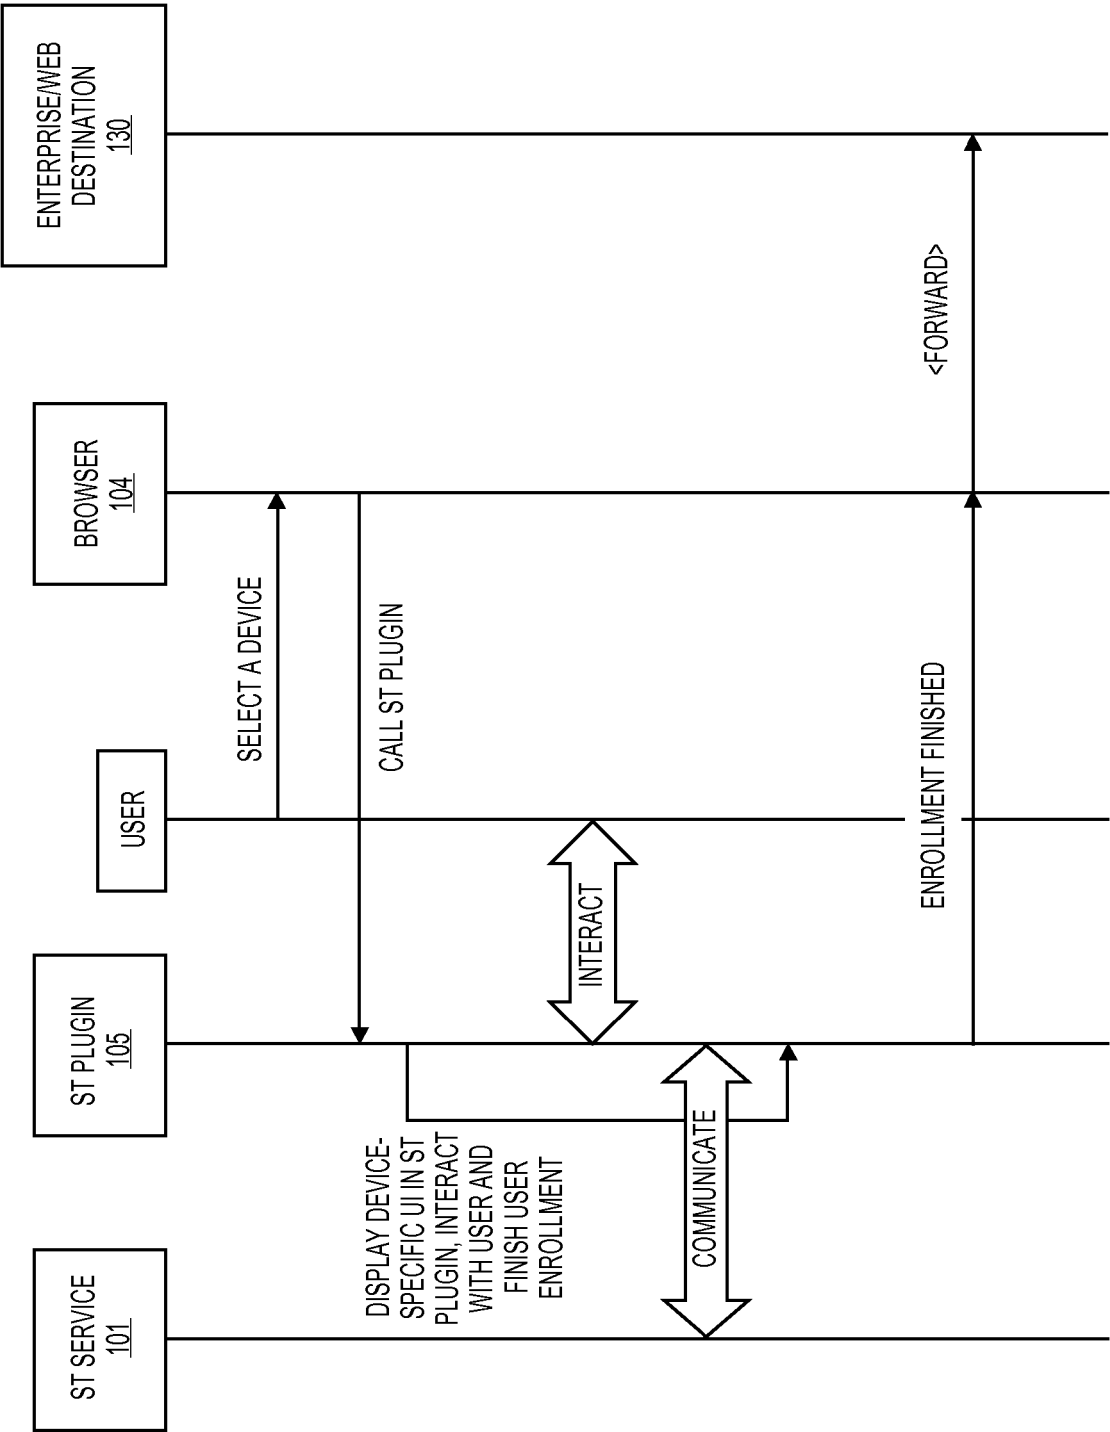 ST SERVICE
101
ST PLUGIN
105
USER
BROWSER
104
ENTERPRISE/WEB
DESTINATION
130
SELECT A DEVICE
CALL ST PLUGIN
DISPLAY DEVICE-
SPECIFIC UI IN ST
PLUGIN, INTERACT
WITH USER AND
FINISH USER
ENROLLMENT
INTERACT
COMMUNICATE
ENROLLMENT FINISHED
<FORWARD>